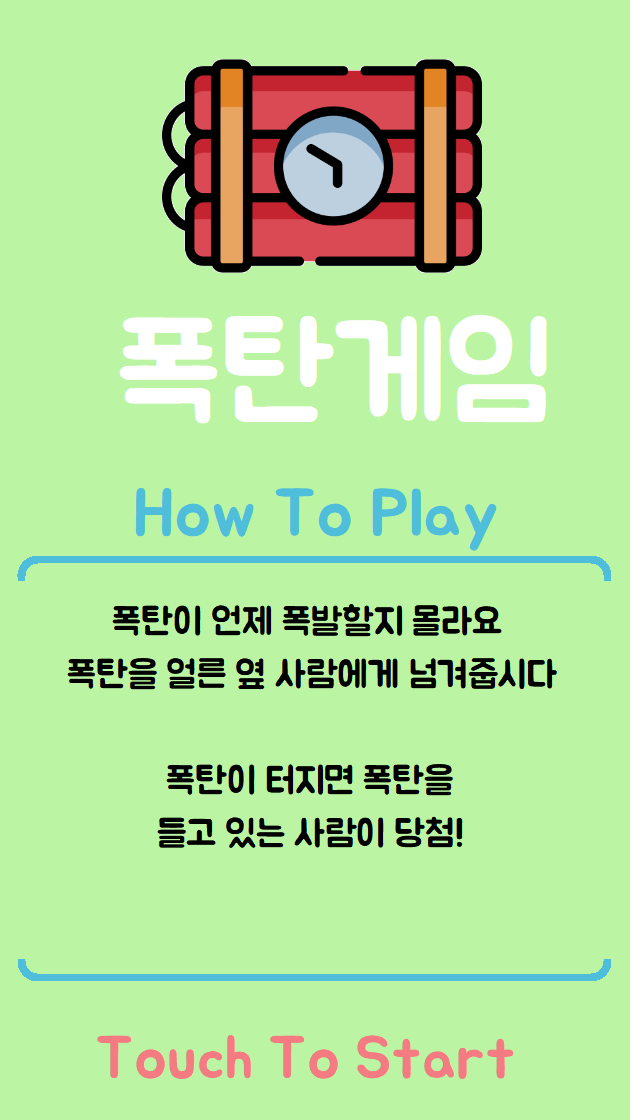 폭탄게임
How To Play
폭탄이 언제 폭발할지 몰라요
폭탄을 얼른 옆 사람에게 넘겨줍시다
폭탄이 터지면 폭탄을
들고 있는 사람이 당첨!
Touch To Start